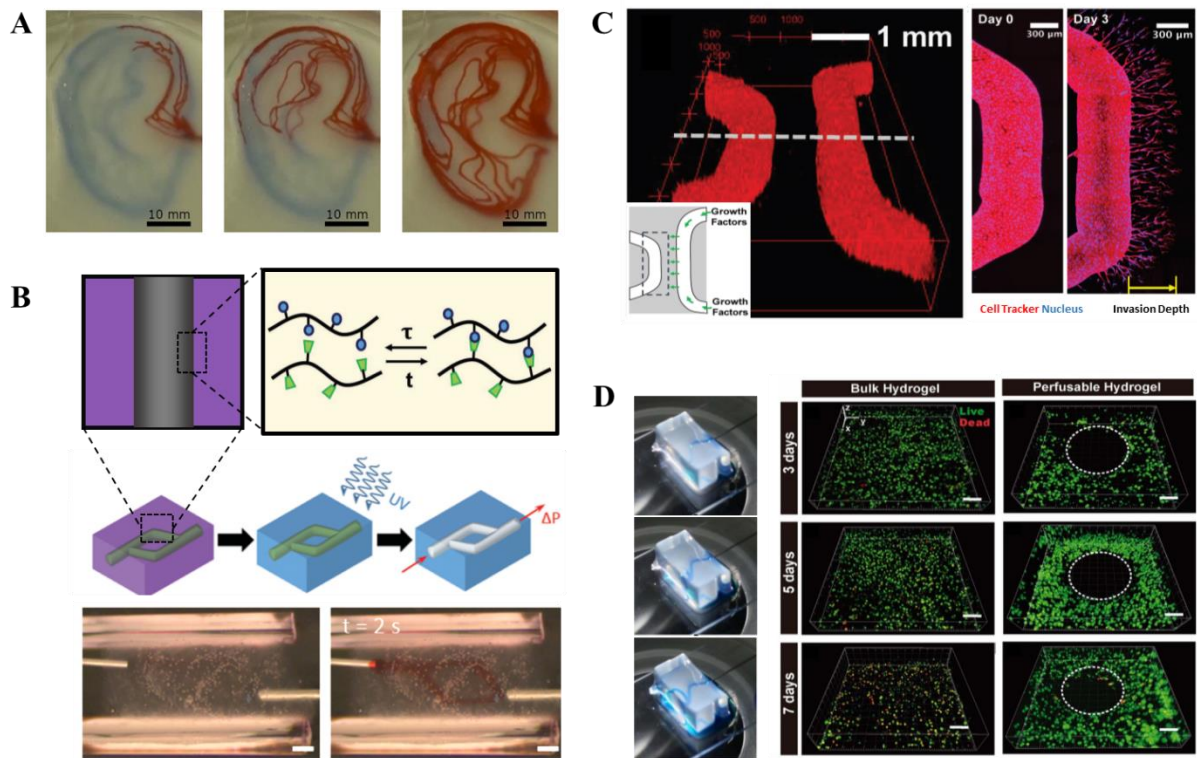 A
10 mm
10 mm
10 mm
B
τ
t
UV
ΔP
t = 2 s
C
500
1000
500
500
1 mm
Growth
Factors
Growth
Factors
Day 0
300 µm
Day 3
300 µm
Cell Tracker Nucleus
Invasion Depth
D
Bulk Hydrogel
Perfusable Hydrogel
3 days
z
x
y
Live
Dead
5 days
7 days